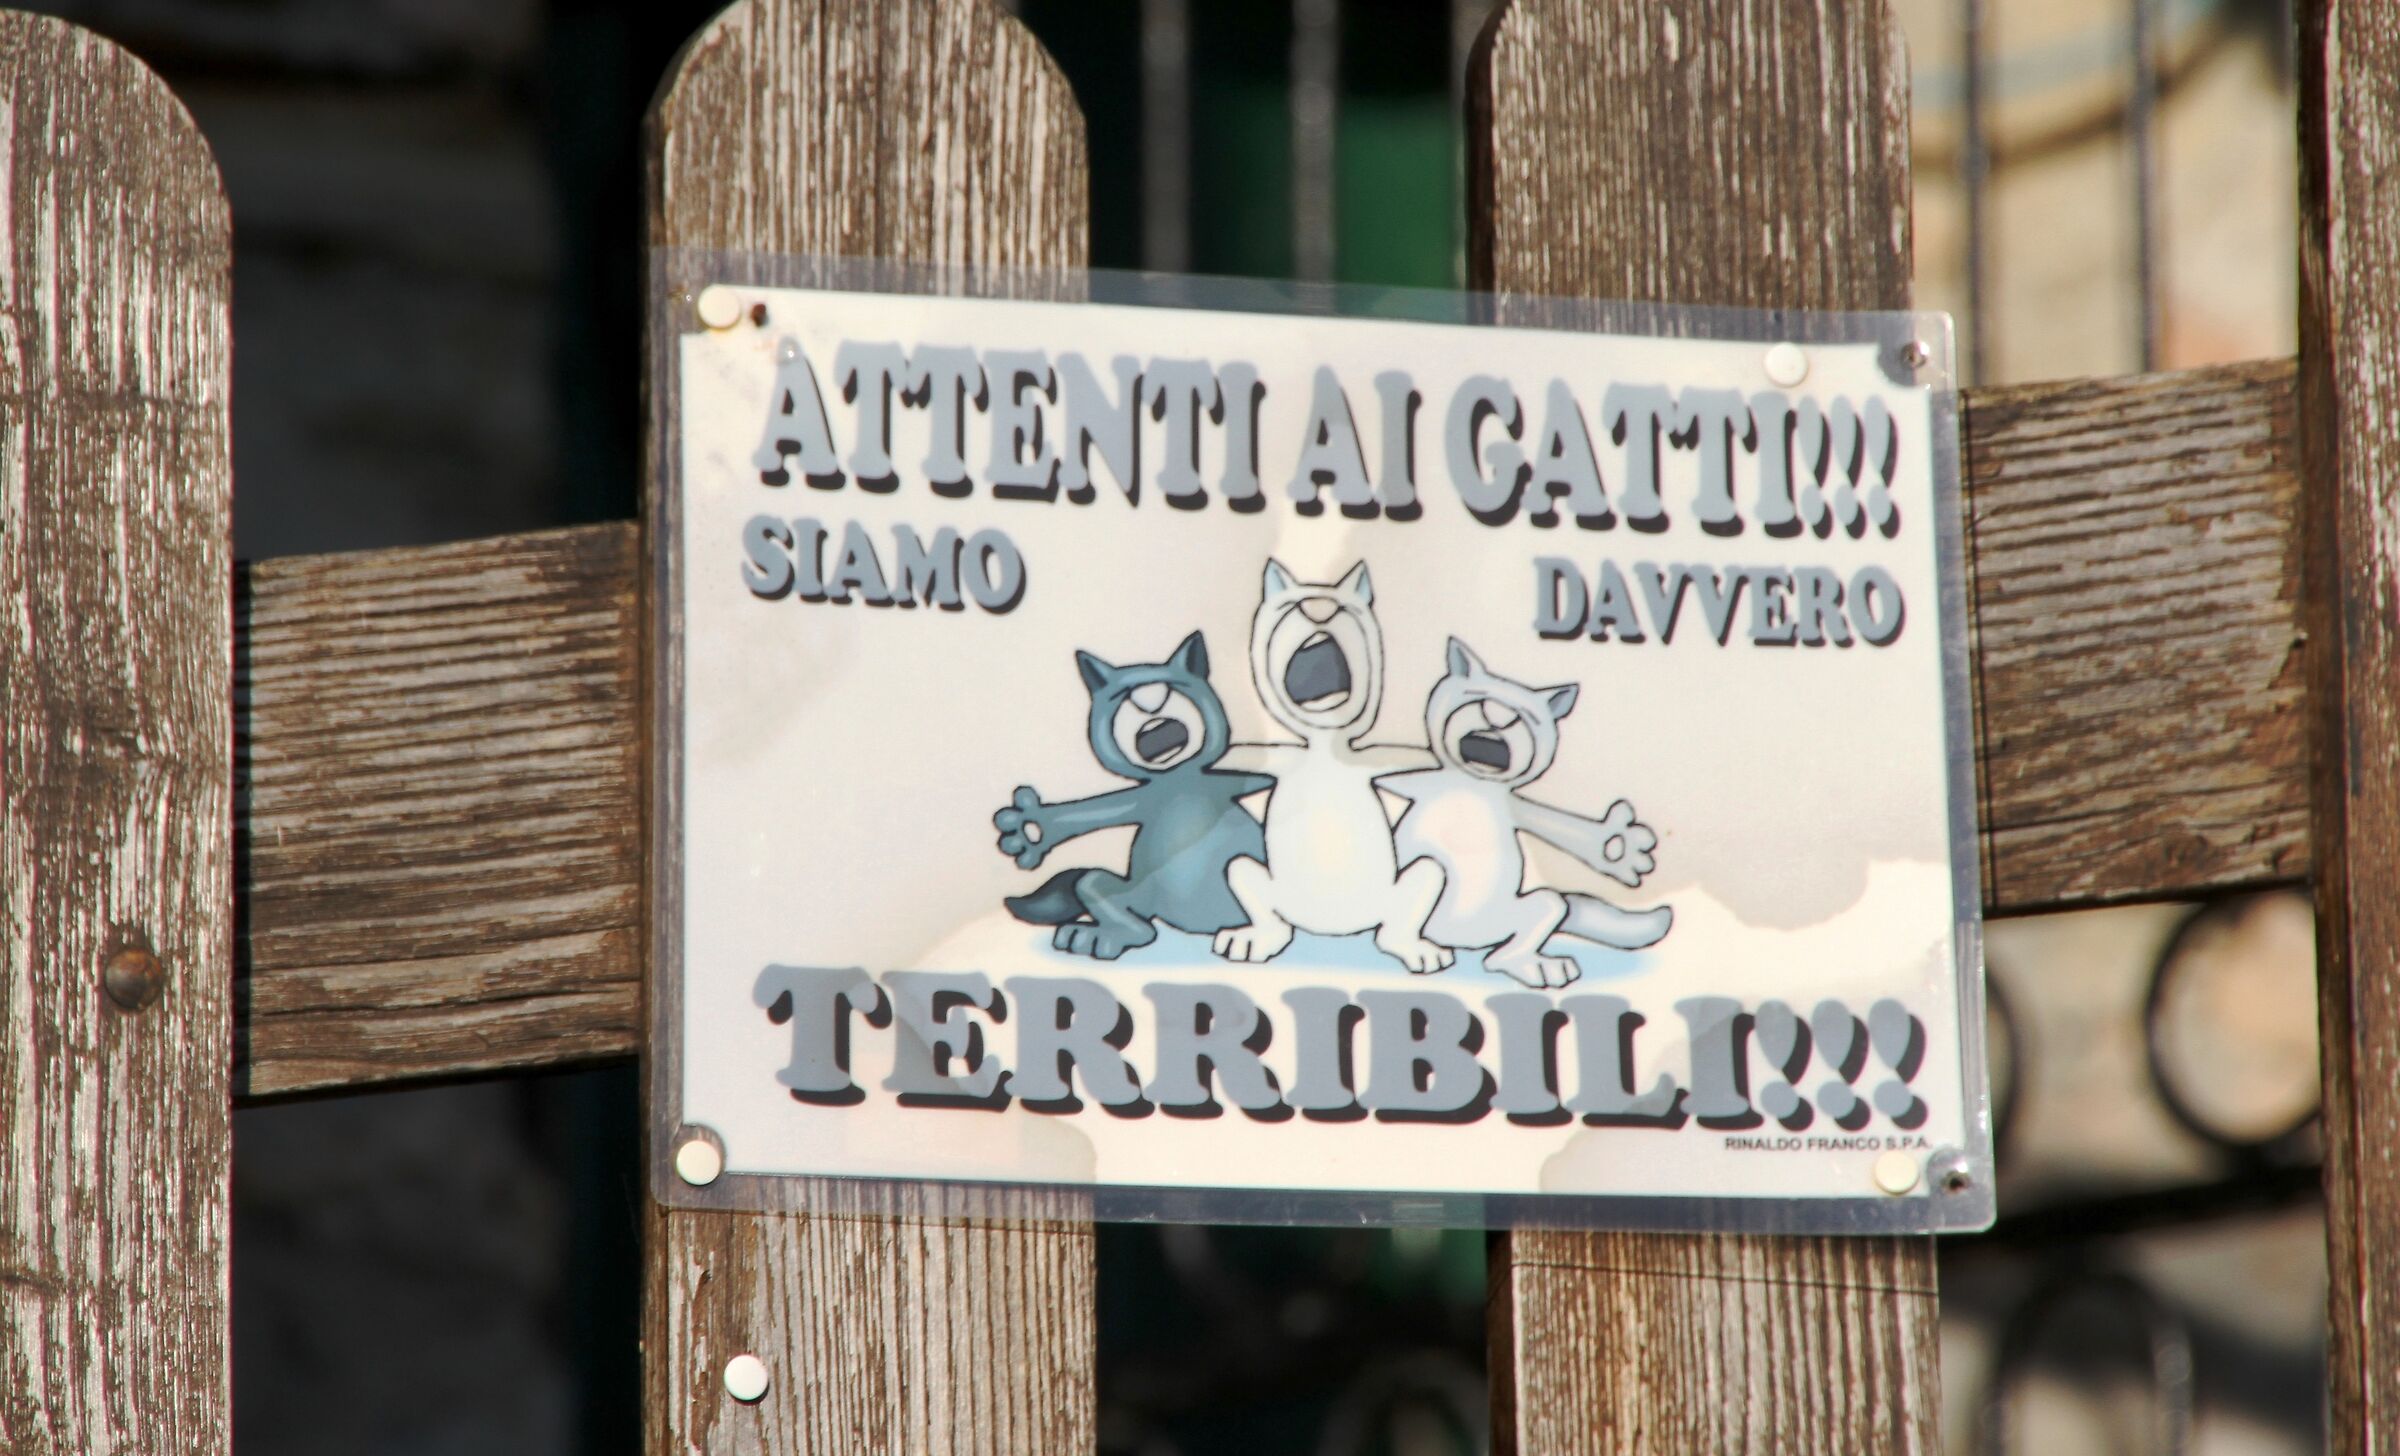 ATTENTI AI GATTI!!!
SIAMO DAVVERO
TERRIBILI!!!
RINALDO FRANCO S.P.A.